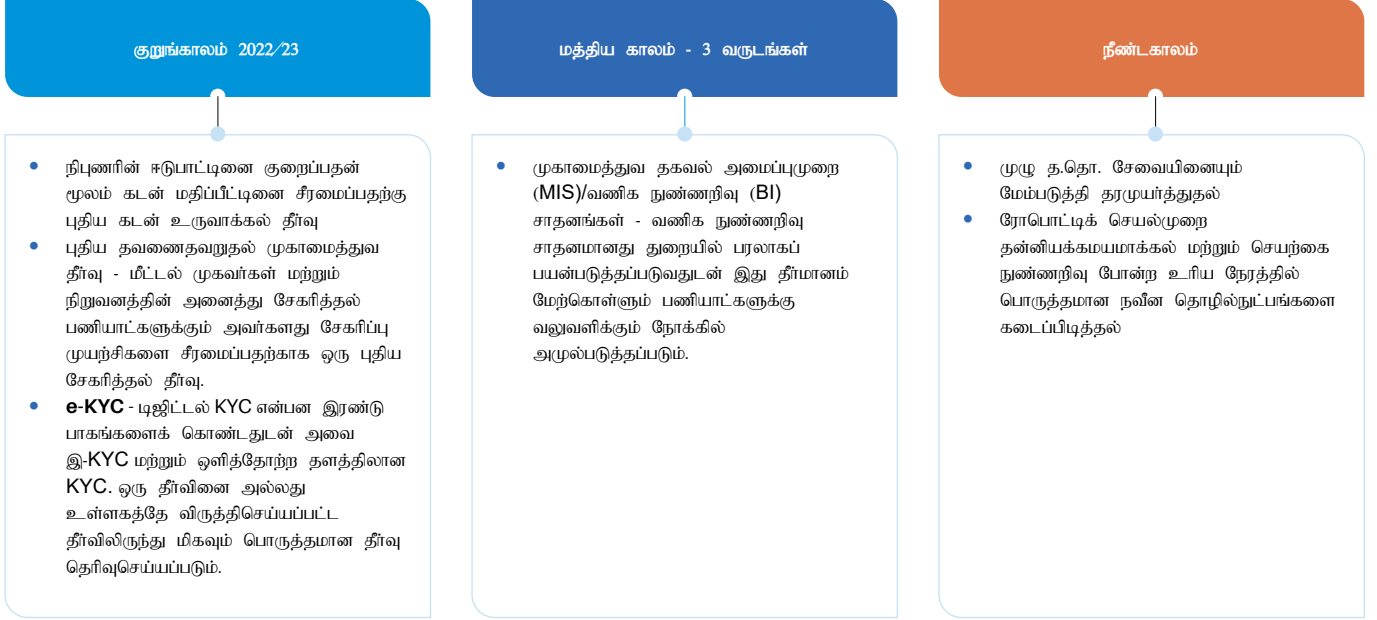 குறுங்காலம் 2022/23
நிபுணரின் ஈடுபாட்டினை குறைப்பதன்
மூலம் கடன் மதிப்பீட்டினை சீரமைப்பதற்கு
புதிய கடன் உருவாக்கல் தீர்வு
புதிய தவணைதவறுதல் முகாமைத்துவ
தீர்வு - மீட்டல் முகவர்கள் மற்றும்
நிறுவனத்தின் அனைத்து சேகரித்தல்
பணியாட்களுக்கும் அவர்களது சேகரிப்பு
முயற்சிகளை சீரமைப்பதற்காக ஒரு புதிய
சேகரித்தல் தீர்வு.
e-KYC - டிஜிட்டல் KYC என்பன இரண்டு
பாகங்களைக் கொண்டதுடன் அவை
இ-KYC மற்றும் ஒளித்தோற்ற தளத்திலான
KYC. ஒரு தீர்வினை அல்லது
உள்ளகத்தே விருத்திசெய்யப்பட்ட
தீர்விலிருந்து மிகவும் பொருத்தமான தீர்வு
தெரிவுசெய்யப்படும்.
மத்திய காலம் - 3 வருடங்கள்
முகாமைத்துவ தகவல் அமைப்புமுறை
(MIS)/வணிக நுண்ணறிவு (BI)
சாதனங்கள் - வணிக நுண்ணறிவு
சாதனமானது துறையில் பரலாகப்
பயன்படுத்தப்படுவதுடன் இது தீர்மானம்
மேற்கொள்ளும் பணியாட்களுக்கு
வலுவளிக்கும் நோக்கில்
அமுல்படுத்தப்படும்.
நீண்டகாலம்
முழு த.தொ. சேவையினையும்
மேம்படுத்தி தரமுயர்த்துதல்
ரோபொட்டிக் செயல்முறை
தன்னியக்கமயமாக்கல் மற்றும் செயற்கை
நுண்ணறிவு போன்ற உரிய நேரத்தில்
பொருத்தமான நவீன தொழில்நுட்பங்களை
கடைப்பிடித்தல்